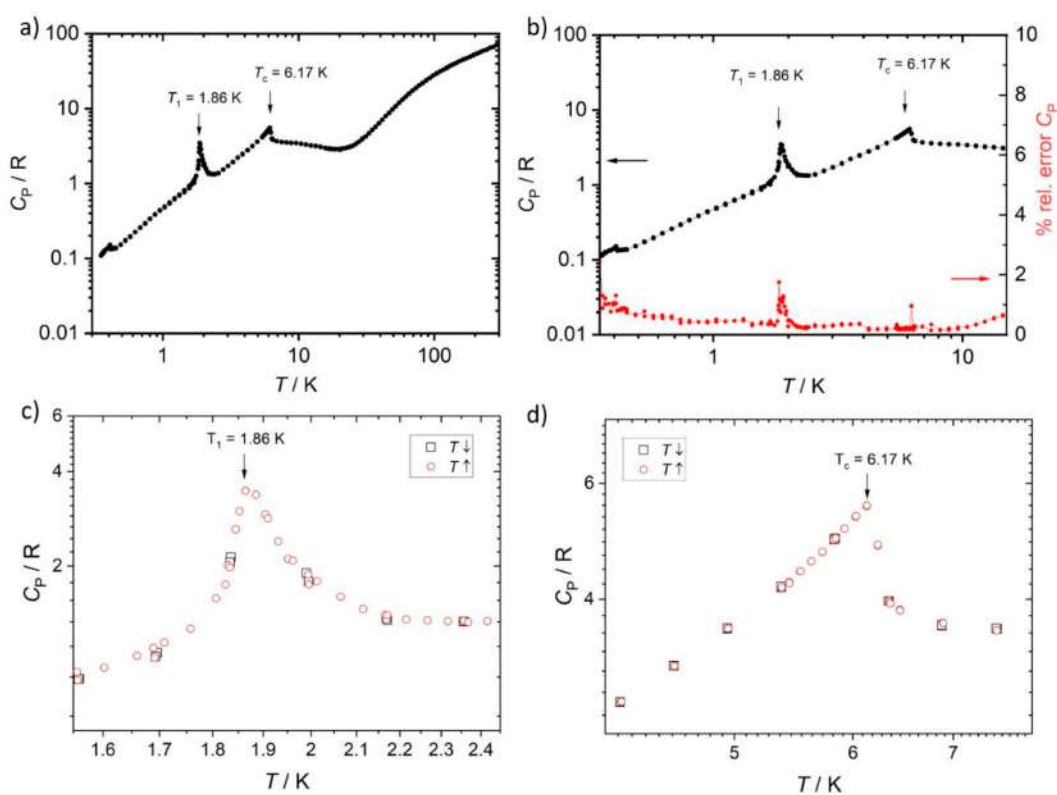 a)
100
10
1
0.1
0.01
C_P / R
T_1 = 1.86 K
T_c = 6.17 K
1
10
100
T / K
b)
100
10
1
0.1
0.01
C_P / R
T_1 = 1.86 K
T_c = 6.17 K
10
8
6
4
2
0
% rel. error C_P
1
10
T / K
c)
6
4
2
C_P / R
T_1 = 1.86 K
T ↓
T ↑
1.6
1.7
1.8
1.9
2
2.1
2.2
2.3
2.4
T / K
d)
6
4
C_P / R
T ↓
T ↑
T_c = 6.17 K
5
6
7
T / K